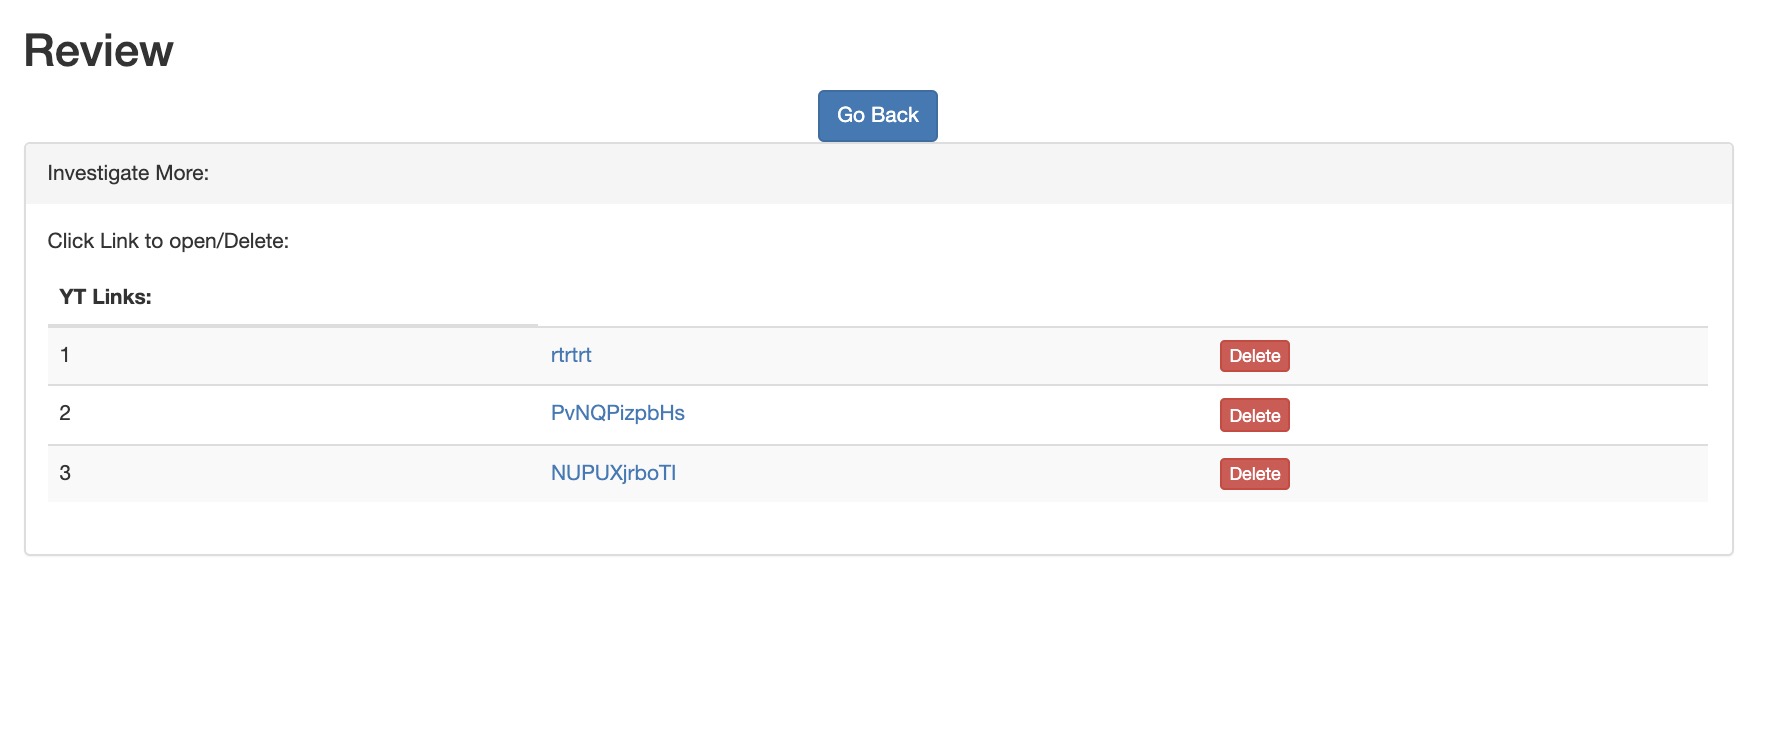 Review
Go Back
Investigate More:
Click Link to open/Delete:
YT Links:
1 rtrtrt Delete
2 PvNQPizpbHs Delete
3 NUPUXjrboTI Delete